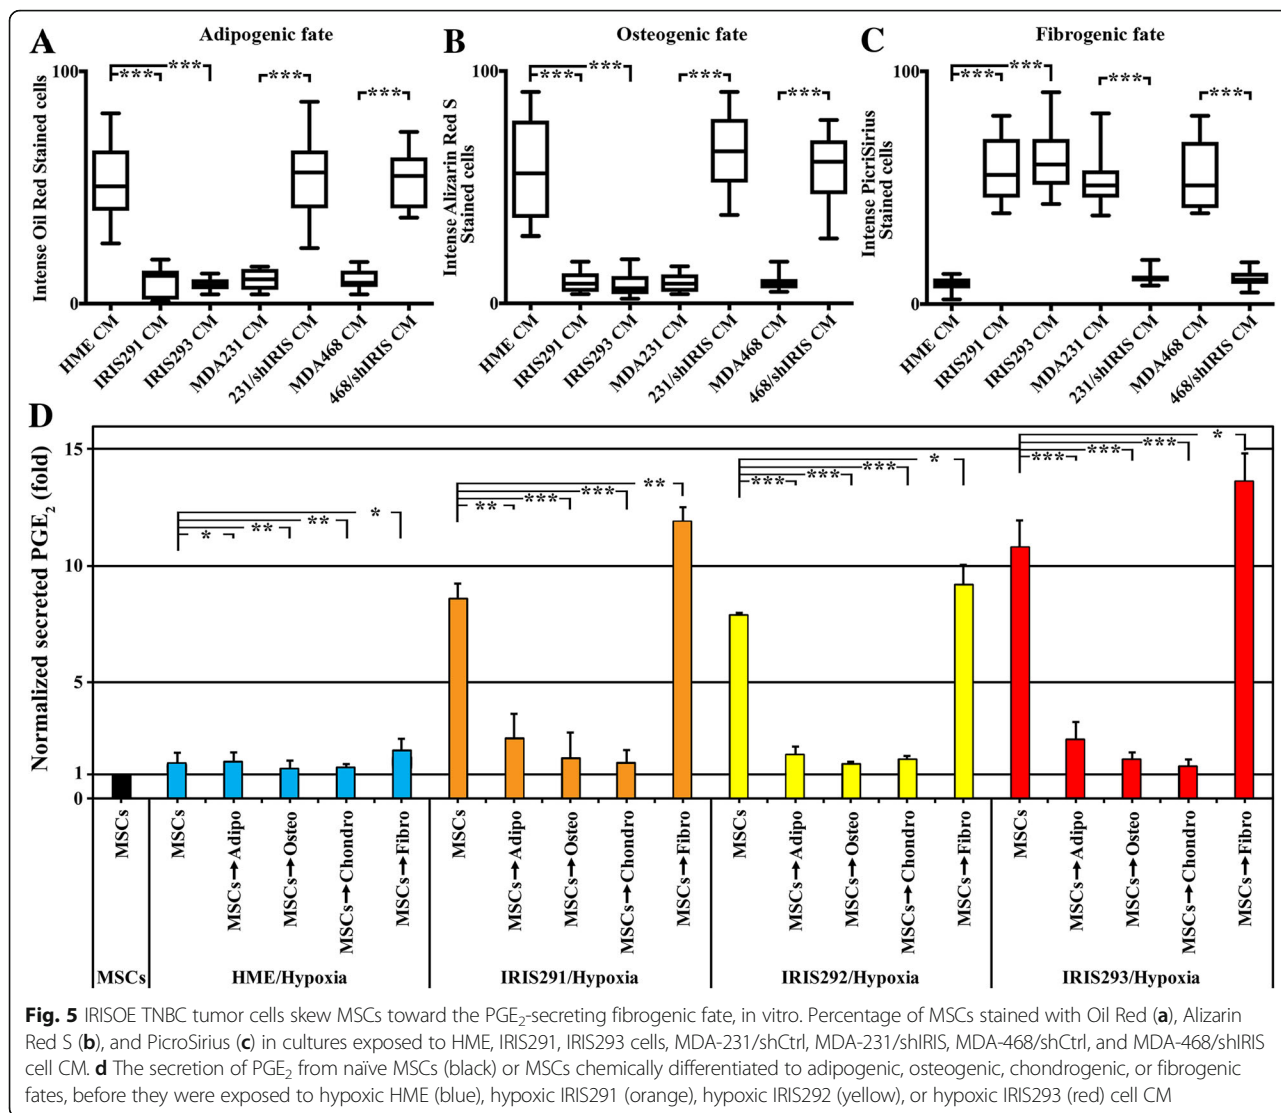 A
Adipogenic fate
Intense Oil Red Stained cells
100
0
***
***
***
***
HME CM
IRIS291 CM
IRIS293 CM
MDA231 CM
231/shIRIS CM
MDA468 CM
468/shIRIS CM
B
Osteogenic fate
Intense Alizarin Red S
Stained cells
100
0
***
***
***
***
HME CM
IRIS291 CM
IRIS293 CM
MDA231 CM
231/shIRIS CM
MDA468 CM
468/shIRIS CM
C
Fibrogenic fate
Intense PicriSirius
Stained cells
100
0
***
***
***
***
HME CM
IRIS291 CM
IRIS293 CM
MDA231 CM
231/shIRIS CM
MDA468 CM
468/shIRIS CM
D
Normalized secreted PGE2 (fold)
15
10
5
1
0
*
**
**
*
**
***
***
**
*
***
***
***
*
***
***
***
MSCs
MSCs
MSCs→Adipo
MSCs→Osteo
MSCs→Chondro
MSCs→Fibro
MSCs
MSCs→Adipo
MSCs→Osteo
MSCs→Chondro
MSCs→Fibro
MSCs
MSCs→Adipo
MSCs→Osteo
MSCs→Chondro
MSCs→Fibro
MSCs
MSCs→Adipo
MSCs→Osteo
MSCs→Chondro
MSCs→Fibro
MSCs
HME/Hypoxia
IRIS291/Hypoxia
IRIS292/Hypoxia
IRIS293/Hypoxia
Fig. 5 IRISOE TNBC tumor cells skew MSCs toward the PGE2-secreting fibrogenic fate, in vitro. Percentage of MSCs stained with Oil Red (a), Alizarin
Red S (b), and PicroSirius (c) in cultures exposed to HME, IRIS291, IRIS293 cells, MDA-231/shCtrl, MDA-231/shIRIS, MDA-468/shCtrl, and MDA-468/shIRIS
cell CM. d The secretion of PGE2 from naïve MSCs (black) or MSCs chemically differentiated to adipogenic, osteogenic, chondrogenic, or fibrogenic
fates, before they were exposed to hypoxic HME (blue), hypoxic IRIS291 (orange), hypoxic IRIS292 (yellow), or hypoxic IRIS293 (red) cell CM